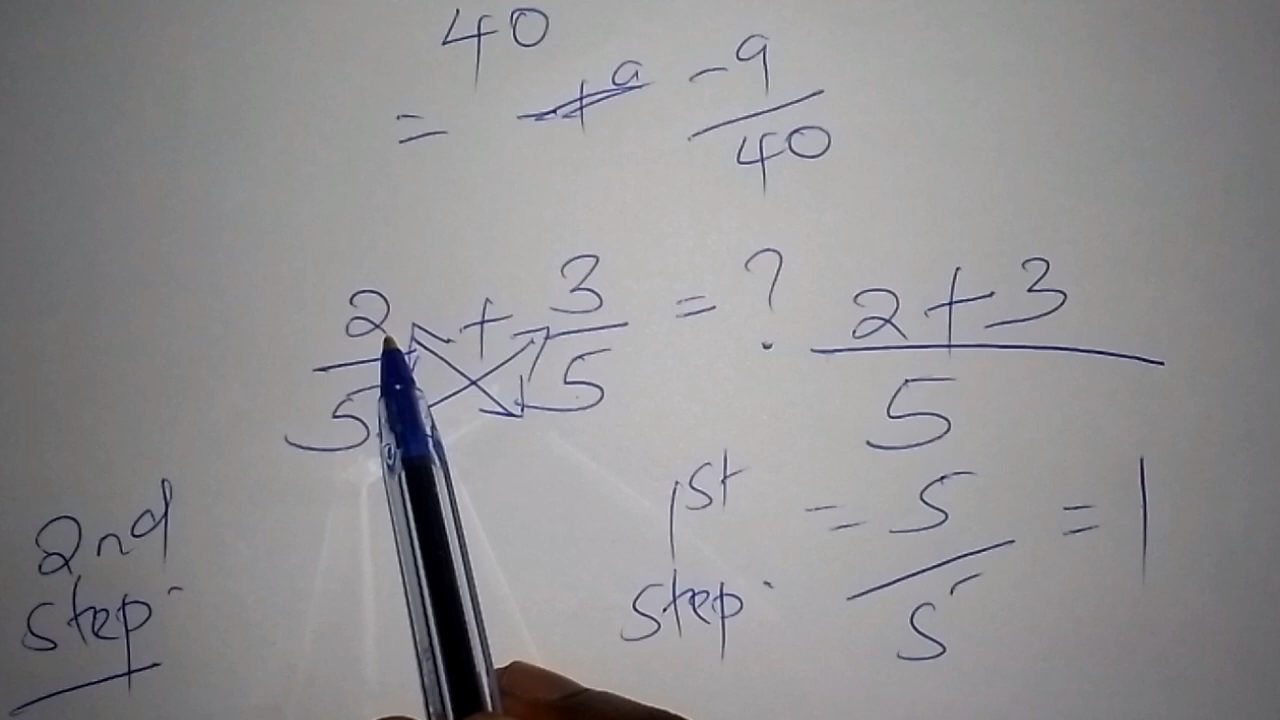 40
= -9/40
2/5 + 3/5 = ? 2+3/5
1st step. = 5/5 = 1
2nd step.